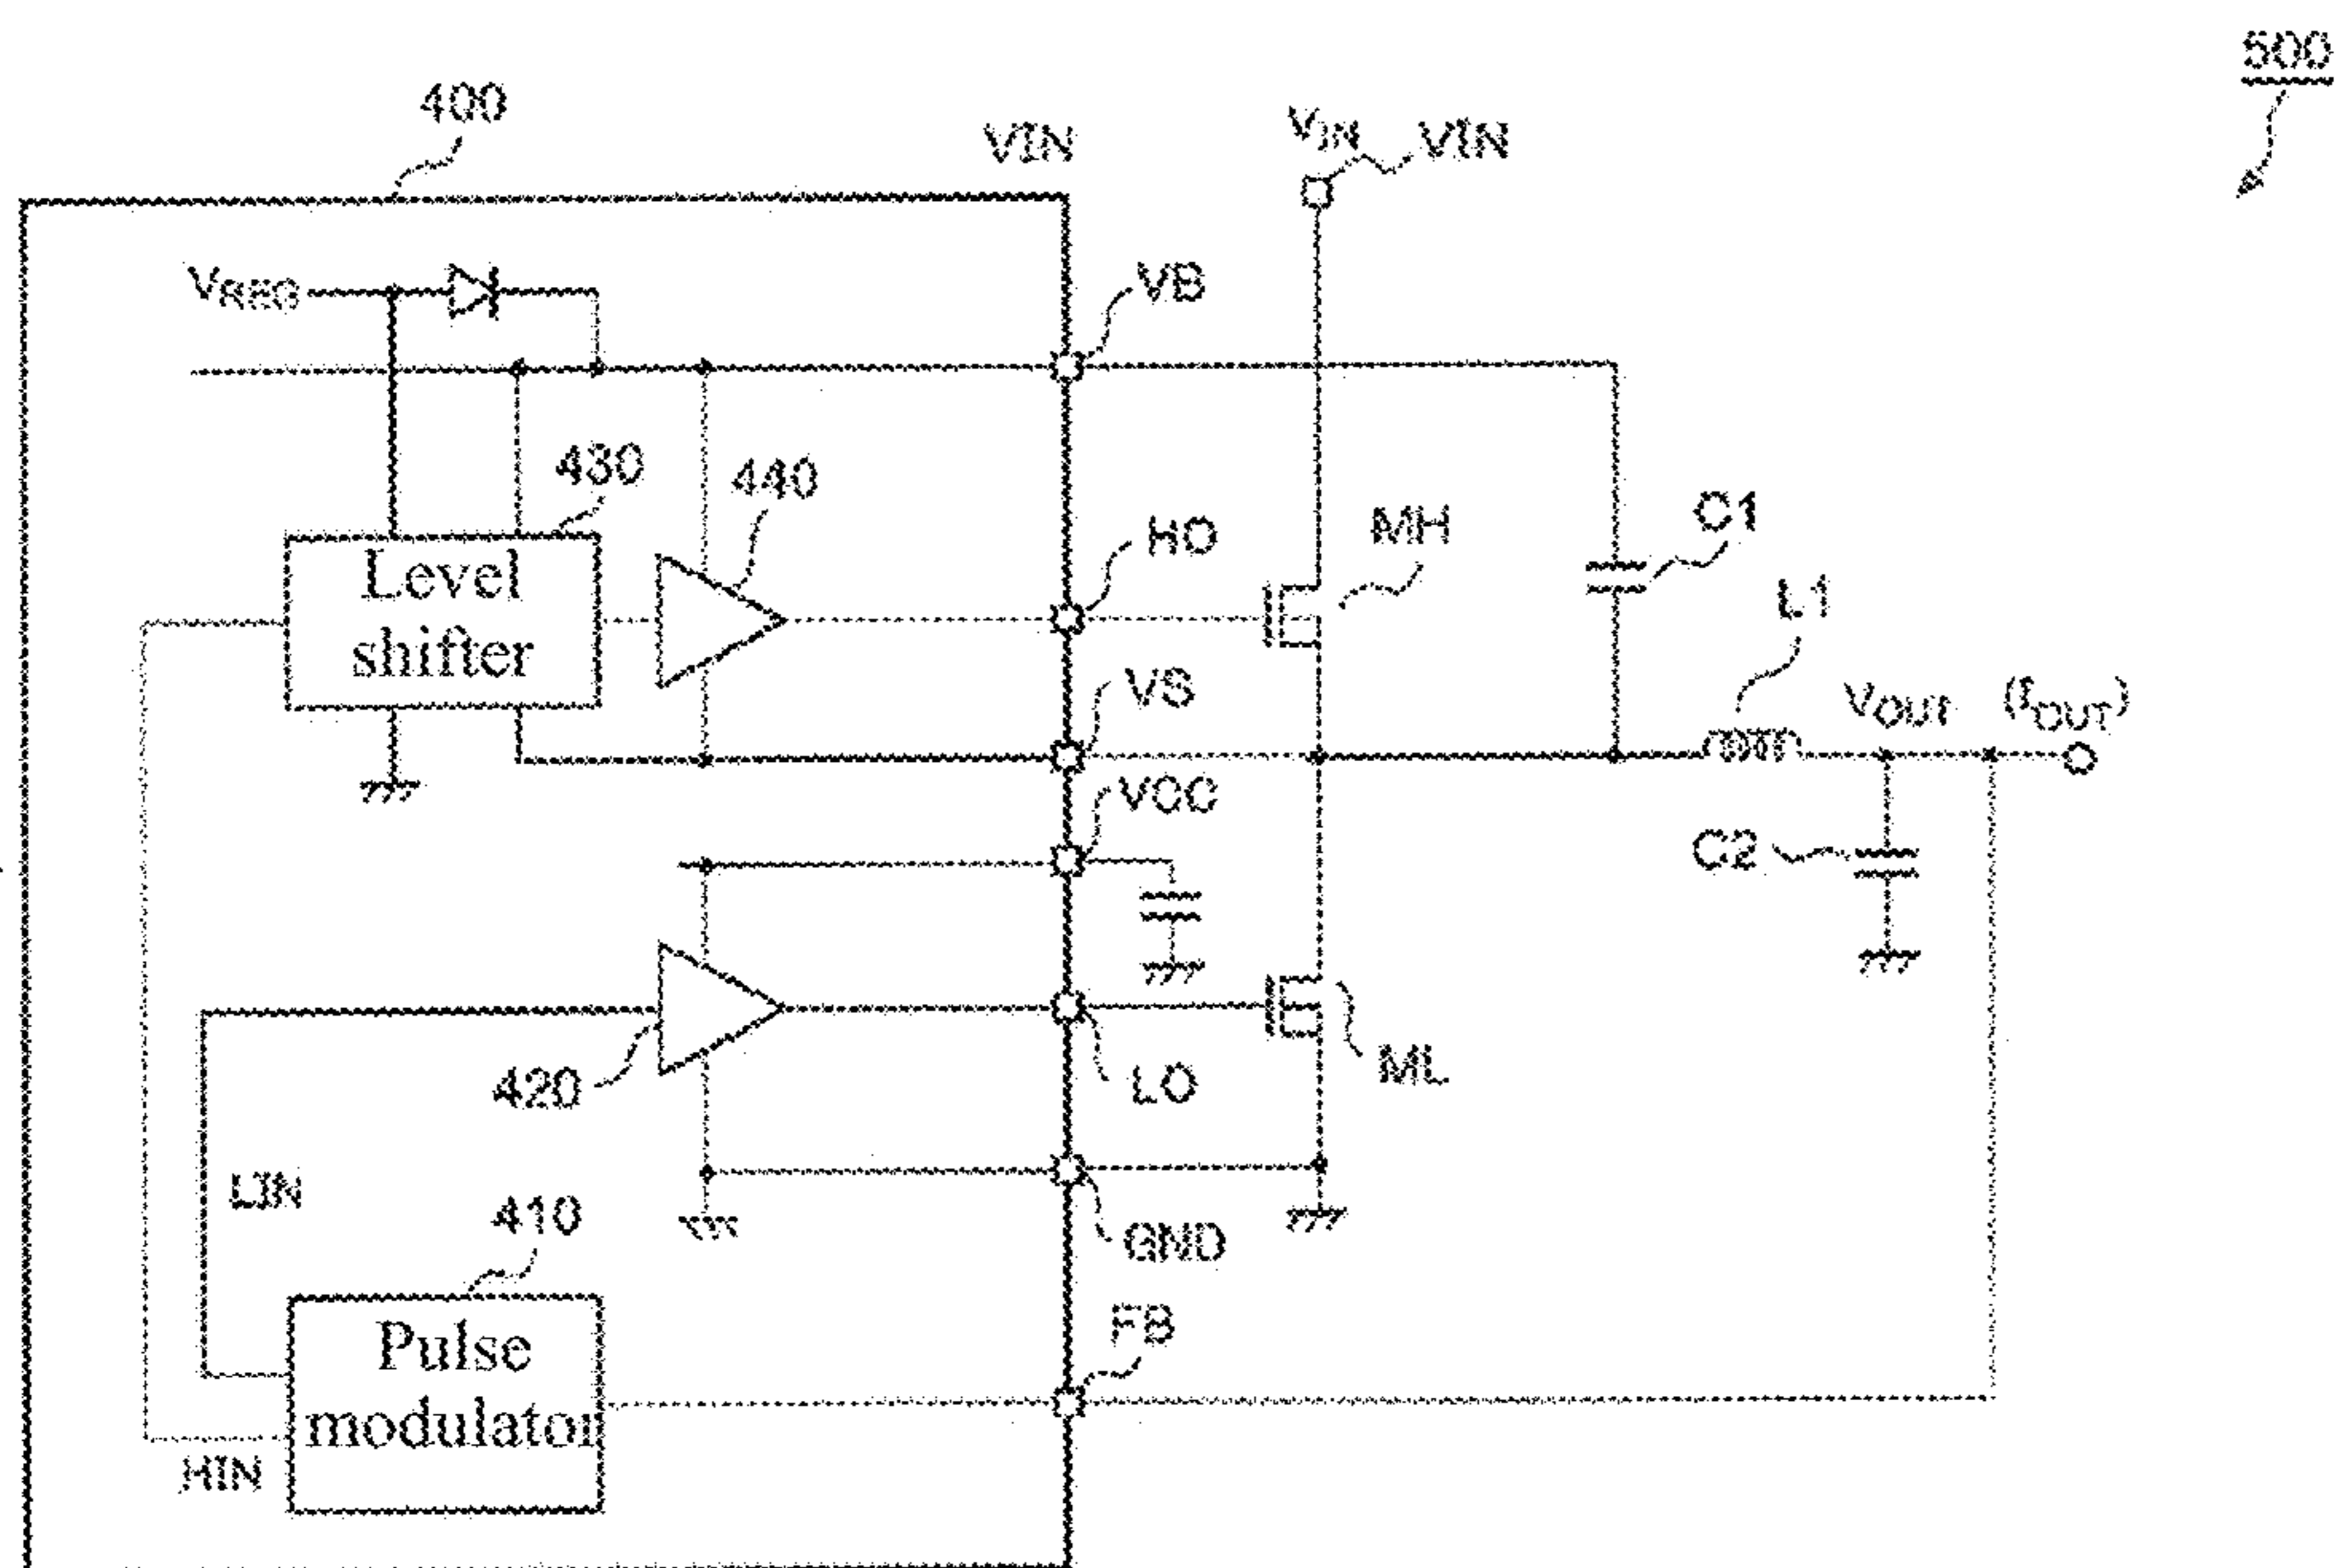 500
400
VIN
VIN VIN
VREG
VB
430
440
Level
shifter
HO
MH
C1
L1
VS
VOUT (IOUT)
VCC
C2
420
LO
ML
LIN
410
GND
Pulse
modulator
FB
HIN